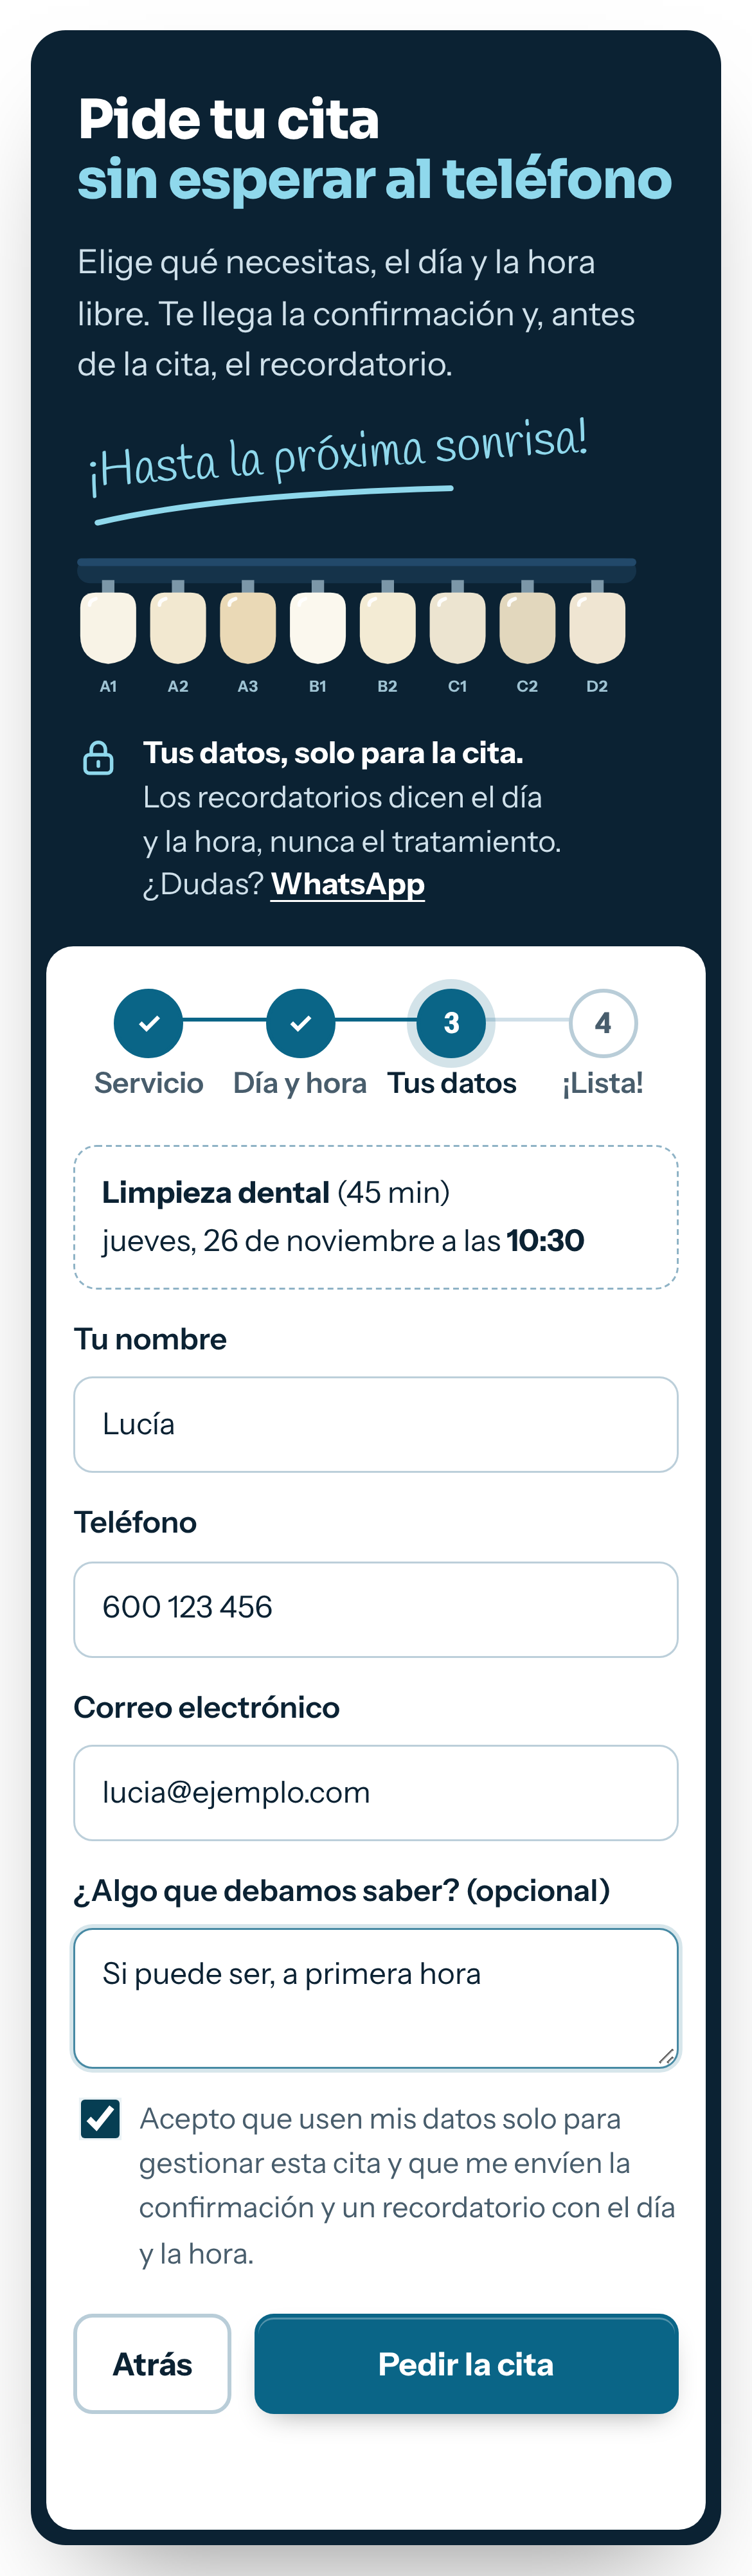 Pide tu cita
sin esperar al teléfono
Elige qué necesitas, el día y la hora
libre. Te llega la confirmación y, antes
de la cita, el recordatorio.
¡Hasta la próxima sonrisa!
A1 A2 A3 B1 B2 C1 C2 D2
Tus datos, solo para la cita.
Los recordatorios dicen el día
y la hora, nunca el tratamiento.
¿Dudas? WhatsApp
3 4
Servicio Día y hora Tus datos ¡Lista!
Limpieza dental (45 min)
jueves, 26 de noviembre a las 10:30
Tu nombre
Lucía
Teléfono
600 123 456
Correo electrónico
lucia@ejemplo.com
¿Algo que debamos saber? (opcional)
Si puede ser, a primera hora
Acepto que usen mis datos solo para
gestionar esta cita y que me envíen la
confirmación y un recordatorio con el día
y la hora.
Atrás Pedir la cita